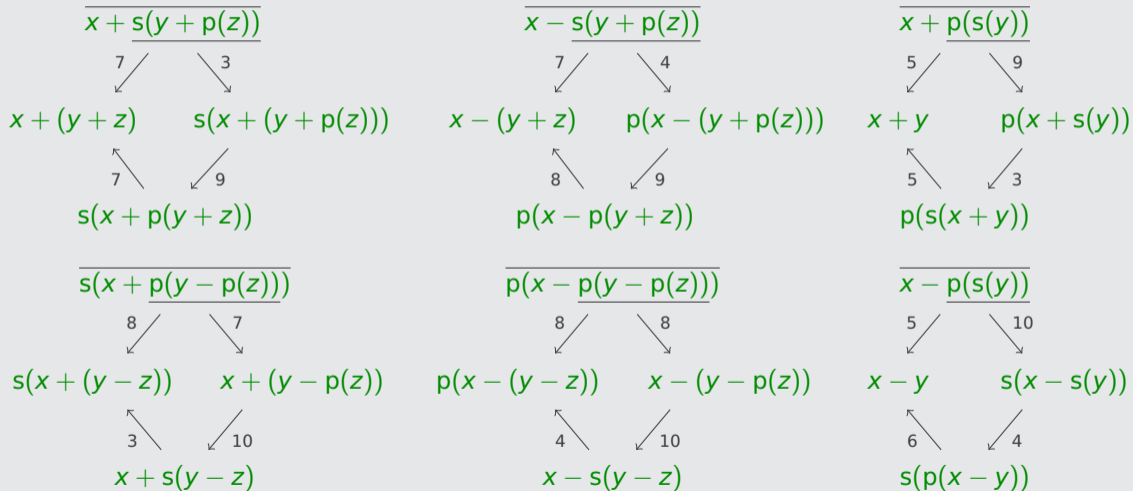 x + s(y + p(z)) x − s(y + p(z)) x + p(s(y))
7 3 7 4 5 9
x + (y + z) s(x + (y + p(z))) x − (y + z) p(x − (y + p(z))) x + y p(x + s(y))
7 9 8 9 5 3
s(x + p(y + z)) p(x − p(y + z)) p(s(x + y))
s(x + p(y − p(z))) p(x − p(y − p(z))) x − p(s(y))
8 7 8 8 5 10
s(x + (y − z)) x + (y − p(z)) p(x − (y − z)) x − (y − p(z)) x − y s(x − s(y))
3 10 4 10 6 4
x + s(y − z) x − s(y − z) s(p(x − y))